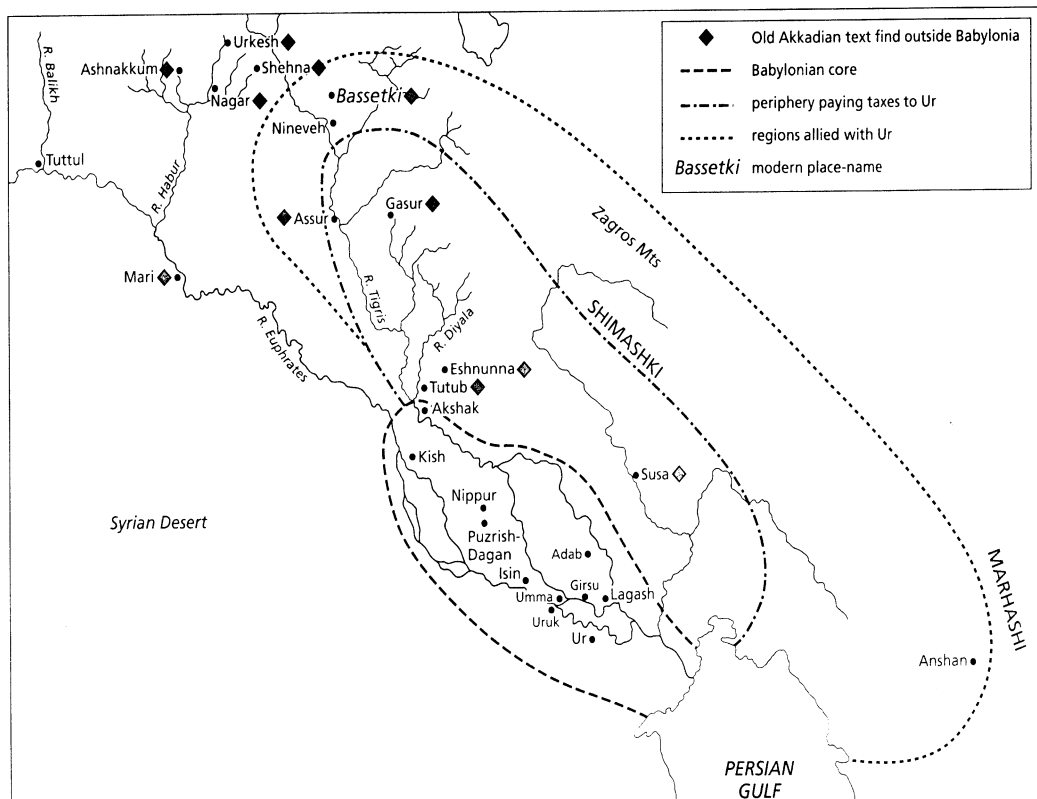 Old Akkadian text find outside Babylonia
Babylonian core
periphery paying taxes to Ur
regions allied with Ur
Bassetki modern place-name
R. Balikh
Urkesh
Ashnakkum
Shehna
Nagar
Bassetki
Nineveh
Tuttul
R. Habur
Gasur
Assur
Zagros Mts
Mari
R. Tigris
SHIMASHKI
R. Euphrates
R. Diyala
Eshnunna
Tutub
Akshak
Kish
Susa
Nippur
Syrian Desert
Puzrish-
Dagan
Adab
Isin
Girsu
Umma
Lagash
Uruk
Ur
MARHASHI
Anshan
PERSIAN
GULF